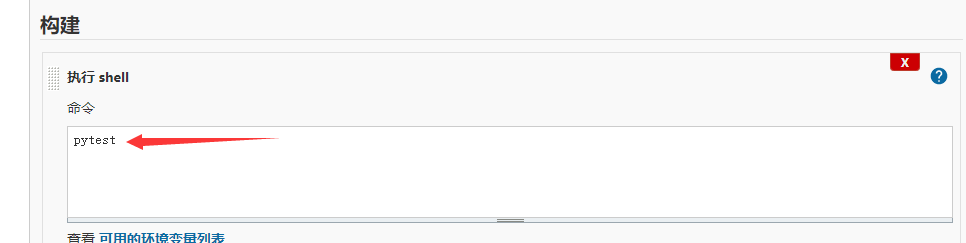 构建
X
执行 shell
命令
pytest
查看 可用的环境变量列表